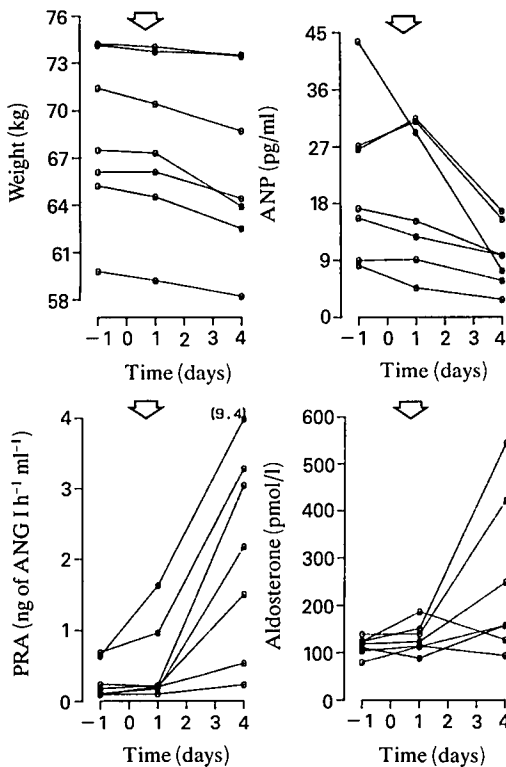 76
73
70
67
64
61
58
Weight (kg)
−1 0 1 2 3 4
Time (days)
45
36
27
18
9
0
ANP (pg/ml)
−1 0 1 2 3 4
Time (days)
4
3
2
1
0
PRA (ng of ANG I h⁻¹ ml⁻¹)
(9.4)
−1 0 1 2 3 4
Time (days)
600
500
400
300
200
100
0
Aldosterone (pmol/l)
−1 0 1 2 3 4
Time (days)